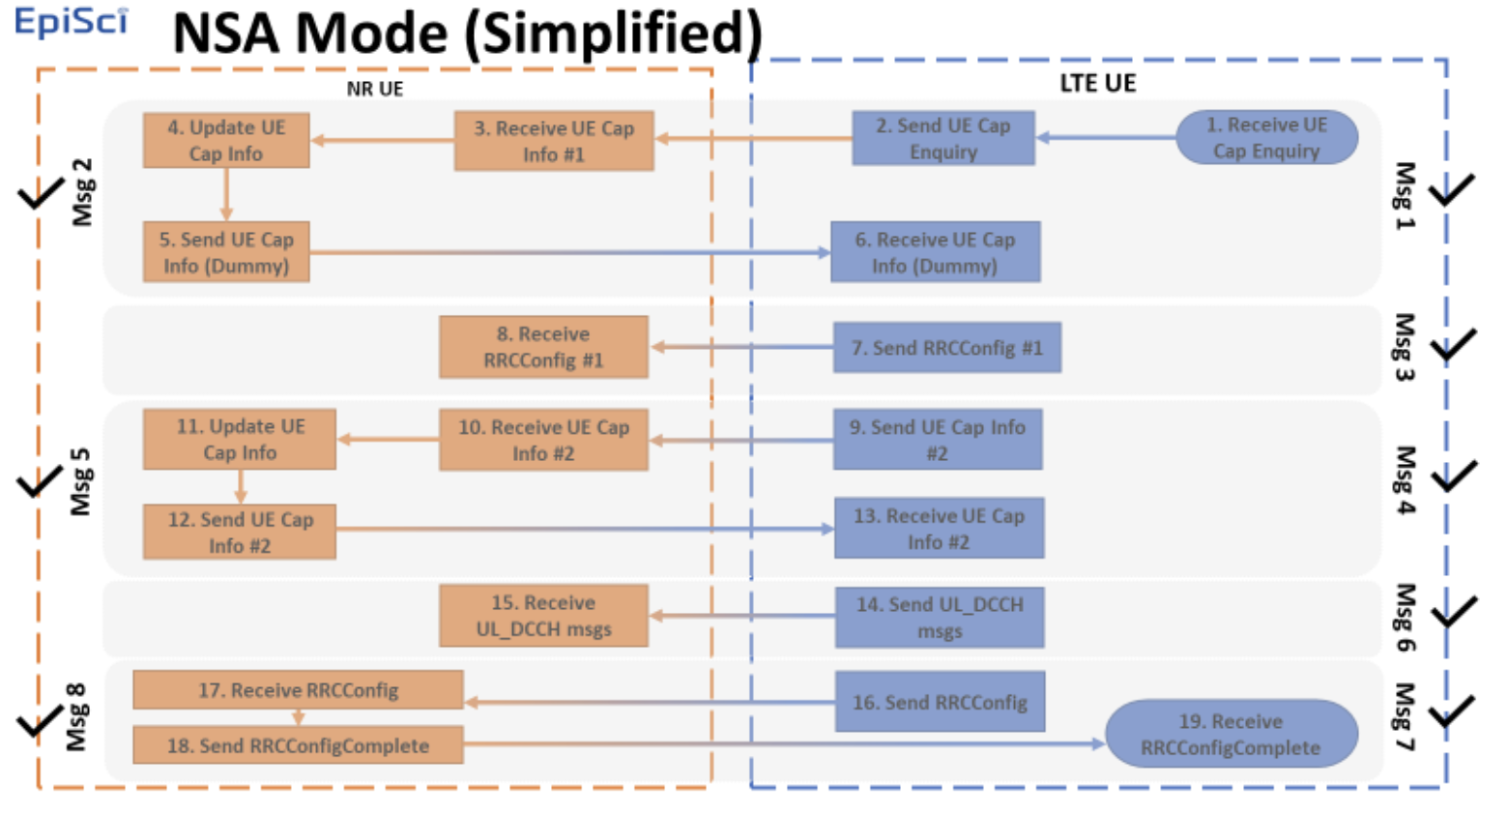 EpiSci
NSA Mode (Simplified)
NR UE
LTE UE
4. Update UE
Cap Info
3. Receive UE Cap
Info #1
2. Send UE Cap
Enquiry
1. Receive UE
Cap Enquiry
Msg 2
Msg 1
5. Send UE Cap
Info (Dummy)
6. Receive UE Cap
Info (Dummy)
8. Receive
RRCConfig #1
7. Send RRCConfig #1
Msg 3
11. Update UE
Cap Info
10. Receive UE Cap
Info #2
9. Send UE Cap Info
#2
Msg 5
Msg 4
12. Send UE Cap
Info #2
13. Receive UE Cap
Info #2
15. Receive
UL_DCCH msgs
14. Send UL_DCCH
msgs
Msg 6
17. Receive RRCConfig
16. Send RRCConfig
Msg 8
Msg 7
18. Send RRCConfigComplete
19. Receive
RRCConfigComplete